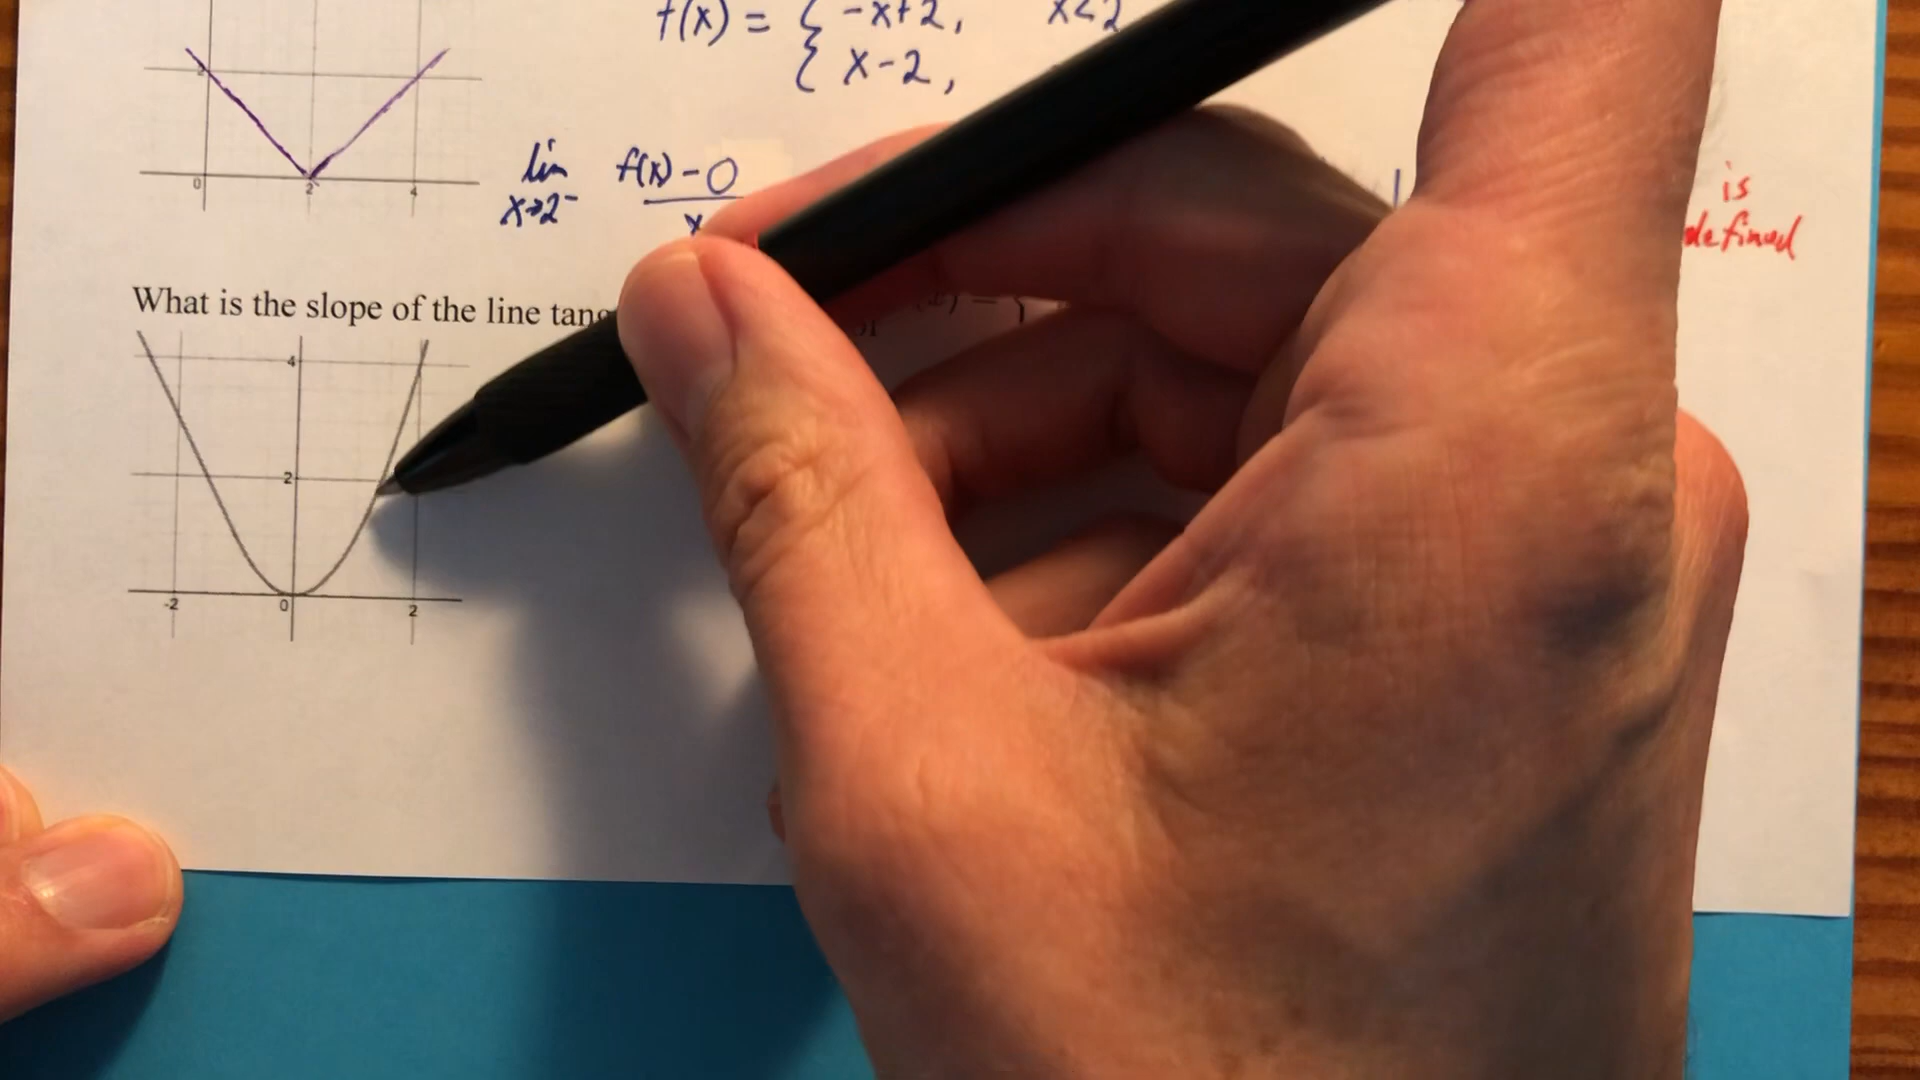 2
0 2 4
f(x) = { -x+2, x<2
{ x-2,
lim f(x)-0
x→2⁻ x
is
defined
What is the slope of the line
4
2
-2 0 2